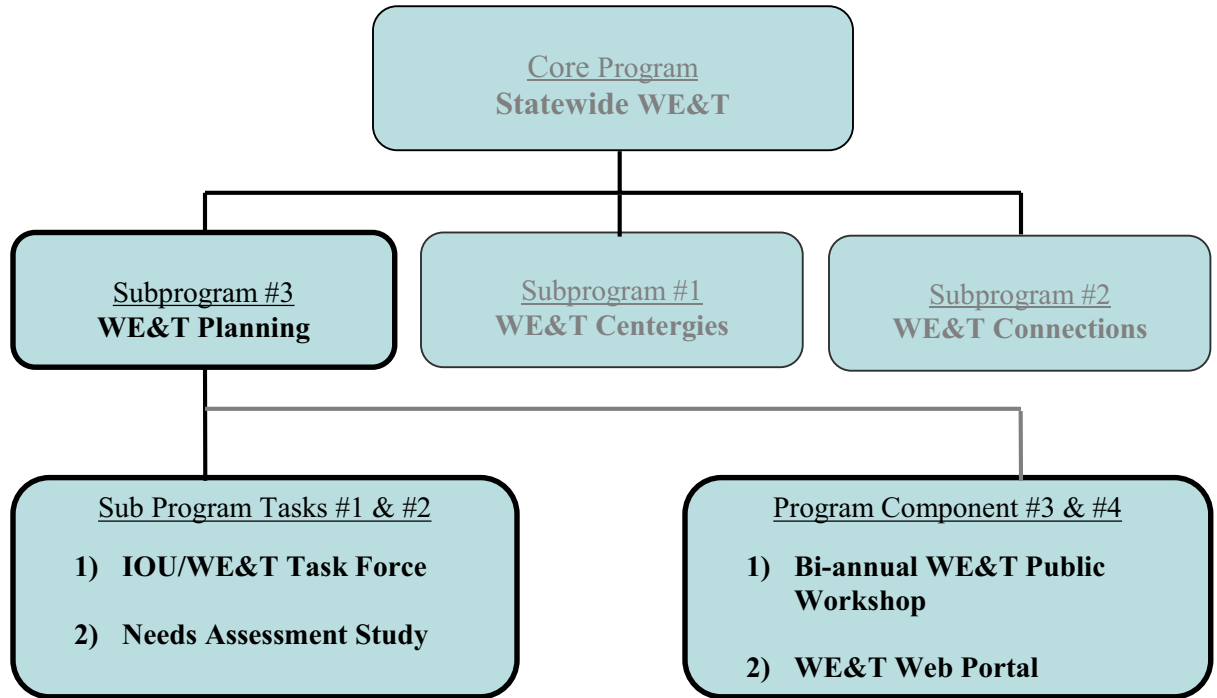 Core Program
Statewide WE&T
Subprogram #3
WE&T Planning
Subprogram #1
WE&T Centergies
Subprogram #2
WE&T Connections
Sub Program Tasks #1 & #2
1) IOU/WE&T Task Force
2) Needs Assessment Study
Program Component #3 & #4
1) Bi-annual WE&T Public
Workshop
2) WE&T Web Portal